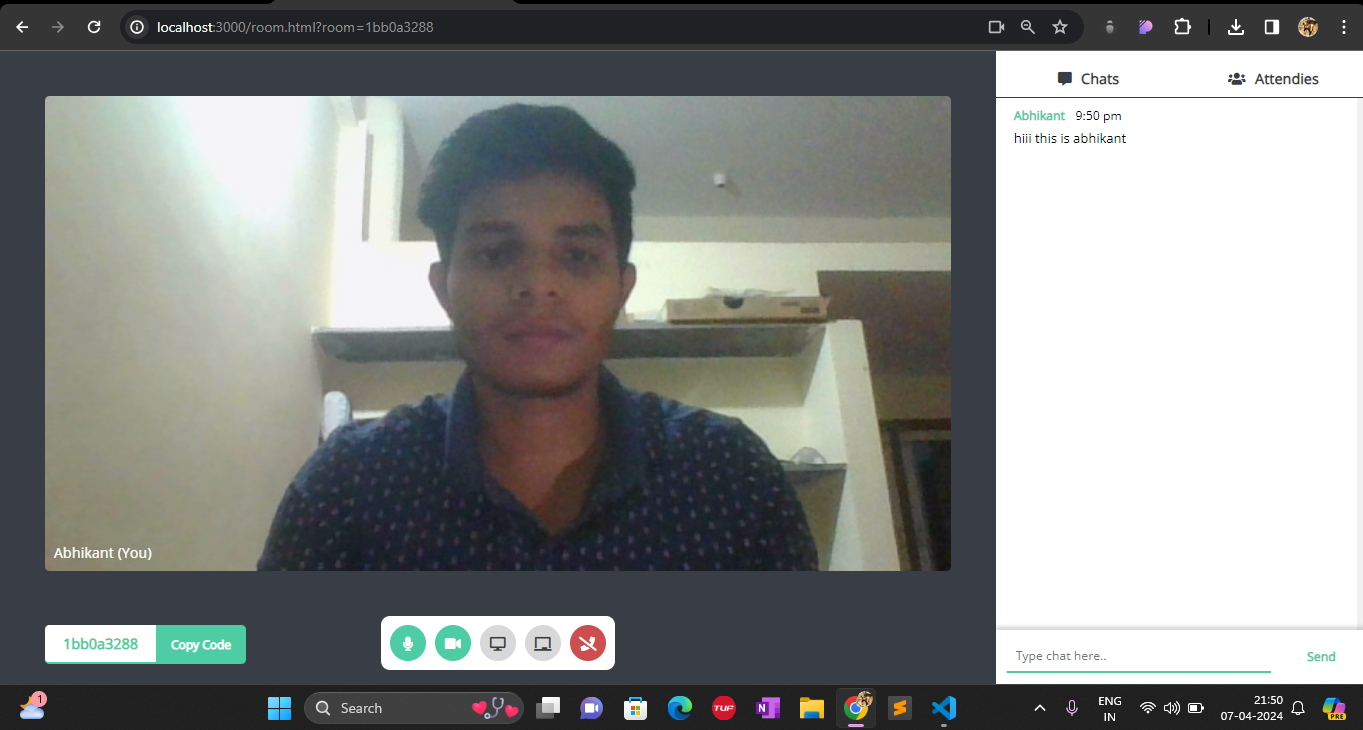 localhost:3000/room.html?room=1bb0a3288
Chats
Attendies
Abhikant 9:50 pm
hiii this is abhikant
Abhikant (You)
1bb0a3288
Copy Code
Type chat here..
Send
1
Search
TUF
N
ENG
IN
21:50
07-04-2024
PRE